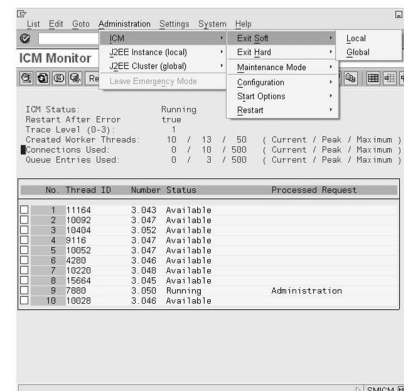 List Edit Goto Administration Settings System Help
ICM Exit Soft Local
J2EE Instance (local) Exit Hard Global
ICM Monitor
J2EE Cluster (global) Maintenance Mode
Leave Emergency Mode Configuration
Start Options
Restart
ICM Status: Running
Restart After Error true
Trace Level (0-3): 1
Created Worker Threads: 10 / 13 / 50 ( Current / Peak / Maximum )
Connections Used: 0 / 10 / 500 ( Current / Peak / Maximum )
Queue Entries Used: 0 / 3 / 500 ( Current / Peak / Maximum )
No. Thread ID Number Status Processed Request
1 11164 3.043 Available
2 10092 3.047 Available
3 10404 3.052 Available
4 9116 3.047 Available
5 10052 3.047 Available
6 4280 3.046 Available
7 10220 3.048 Available
8 15664 3.045 Available
9 7880 3.050 Running Administration
10 10028 3.046 Available
SMICM